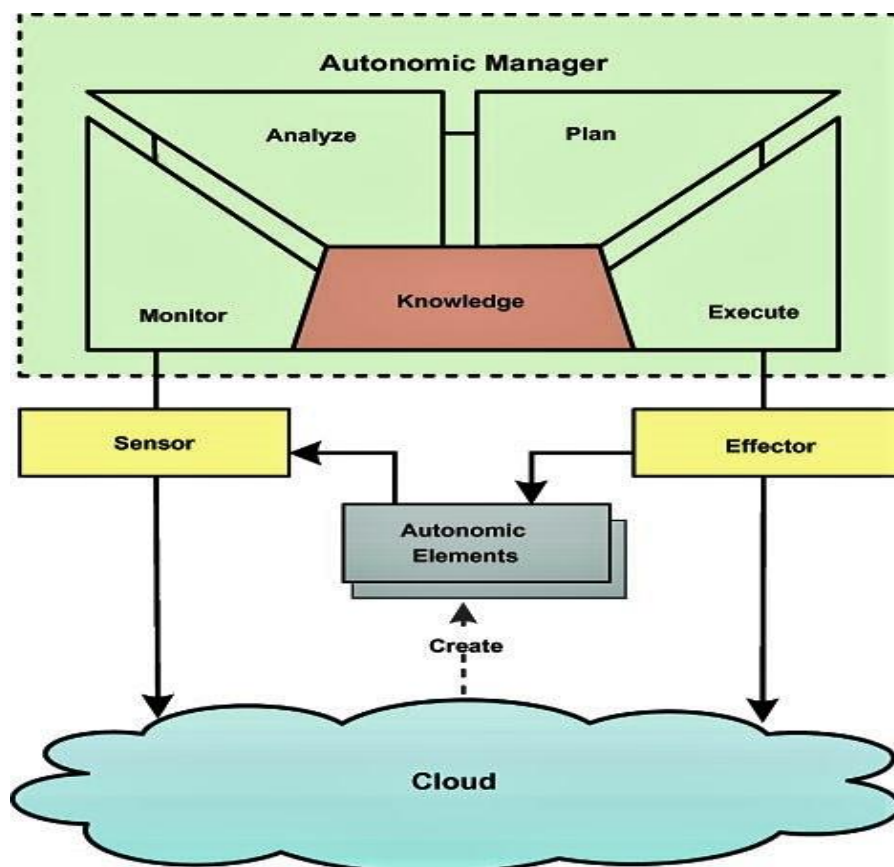 Autonomic Manager
Analyze
Plan
Monitor
Knowledge
Execute
Sensor
Effector
Autonomic
Elements
Create
Cloud